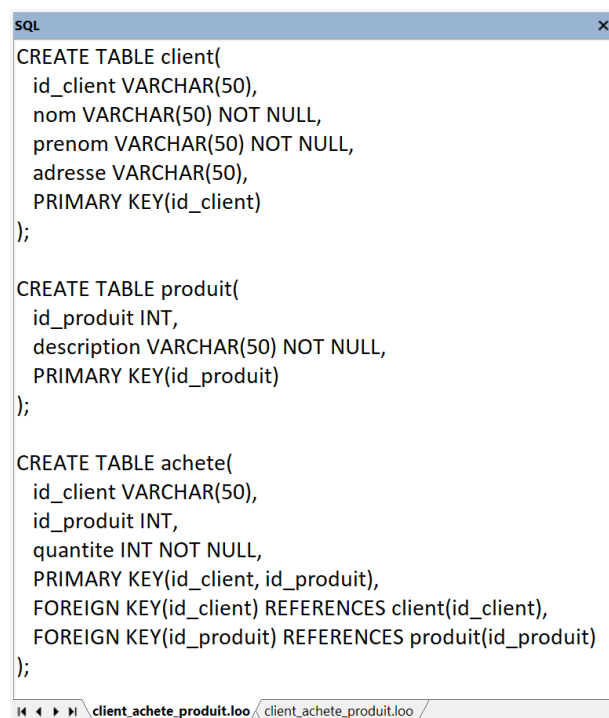 SQL
CREATE TABLE client(
  id_client VARCHAR(50),
  nom VARCHAR(50) NOT NULL,
  prenom VARCHAR(50) NOT NULL,
  adresse VARCHAR(50),
  PRIMARY KEY(id_client)
);

CREATE TABLE produit(
  id_produit INT,
  description VARCHAR(50) NOT NULL,
  PRIMARY KEY(id_produit)
);

CREATE TABLE achete(
  id_client VARCHAR(50),
  id_produit INT,
  quantite INT NOT NULL,
  PRIMARY KEY(id_client, id_produit),
  FOREIGN KEY(id_client) REFERENCES client(id_client),
  FOREIGN KEY(id_produit) REFERENCES produit(id_produit)
);
client_achete_produit.loo client_achete_produit.loo